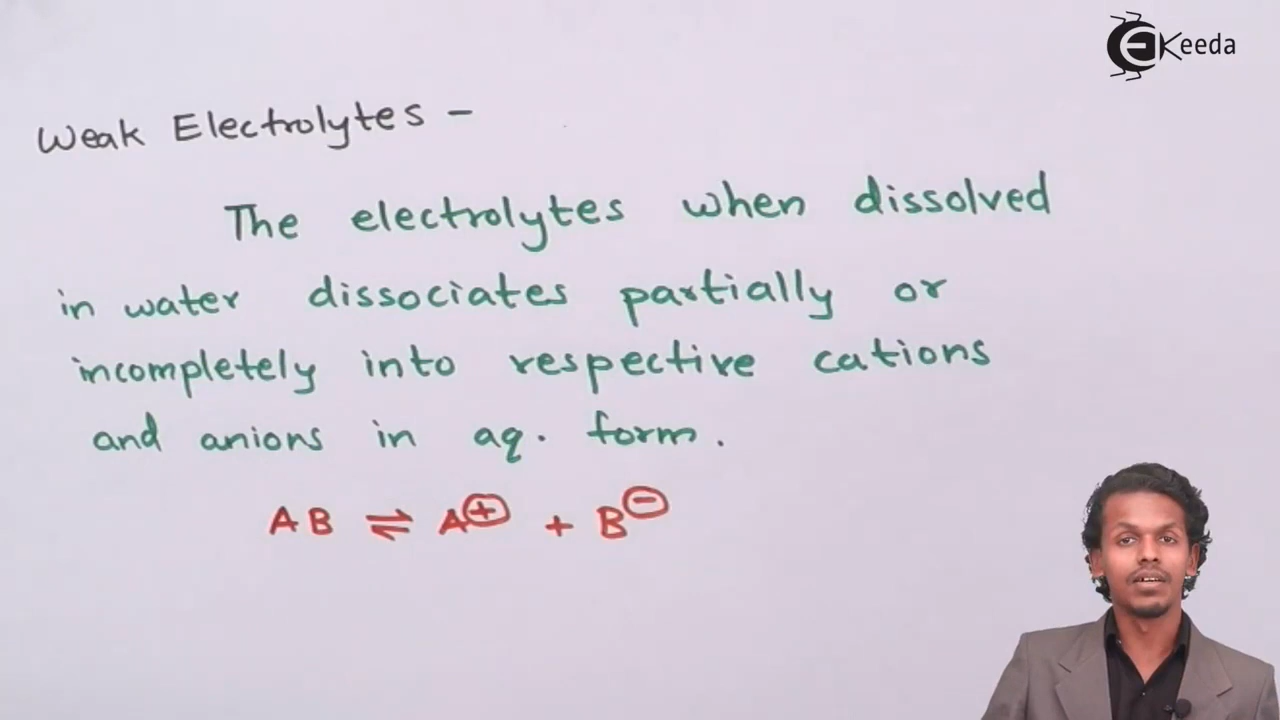 EKeeda
Weak Electrolytes -
The electrolytes when dissolved
in water dissociates partially or
incompletely into respective cations
and anions in aq. form.
AB ⇌ A⊕ + B⊖